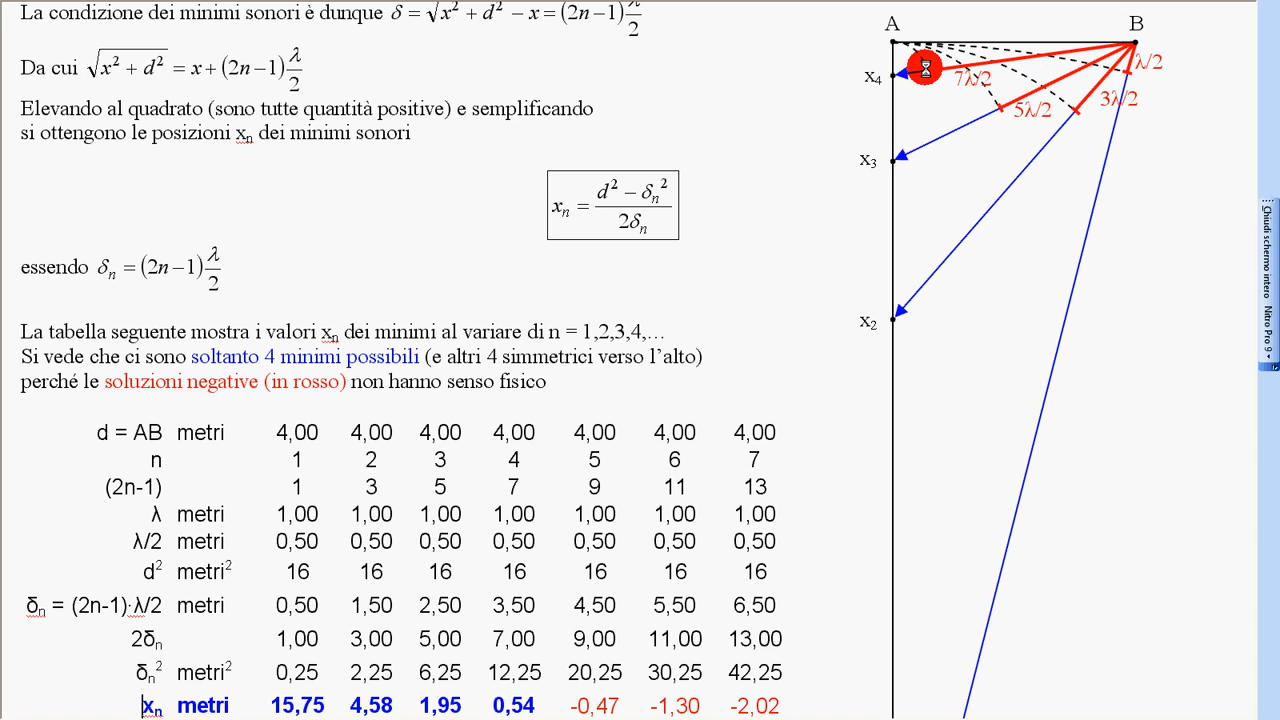 La condizione dei minimi sonori è dunque δ = √x² + d² − x = (2n−1) λ/2
Da cui √x² + d² = x + (2n−1) λ/2
Elevando al quadrato (sono tutte quantità positive) e semplificando
si ottengono le posizioni xₙ dei minimi sonori
xₙ = (d² − δₙ²) / 2δₙ
essendo δₙ = (2n−1) λ/2
La tabella seguente mostra i valori xₙ dei minimi al variare di n = 1,2,3,4,…
Si vede che ci sono soltanto 4 minimi possibili (e altri 4 simmetrici verso l'alto)
perché le soluzioni negative (in rosso) non hanno senso fisico
d = AB metri 4,00 4,00 4,00 4,00 4,00 4,00 4,00
n 1 2 3 4 5 6 7
(2n-1) 1 3 5 7 9 11 13
λ metri 1,00 1,00 1,00 1,00 1,00 1,00 1,00
λ/2 metri 0,50 0,50 0,50 0,50 0,50 0,50 0,50
d² metri² 16 16 16 16 16 16 16
δₙ = (2n-1)·λ/2 metri 0,50 1,50 2,50 3,50 4,50 5,50 6,50
2δₙ 1,00 3,00 5,00 7,00 9,00 11,00 13,00
δₙ² metri² 0,25 2,25 6,25 12,25 20,25 30,25 42,25
xₙ metri 15,75 4,58 1,95 0,54 -0,47 -1,30 -2,02
A B
λ/2
x₄ 7λ/2
3λ/2
5λ/2
x₃
x₂
Chiudi schermo intero Nitro Pro 9